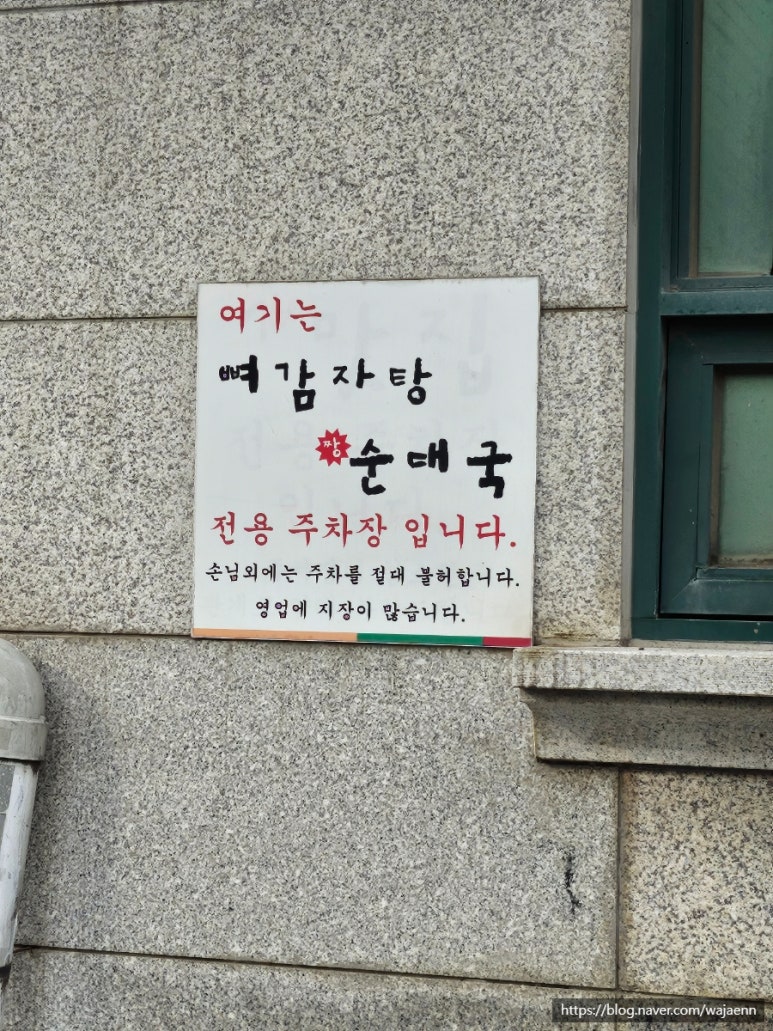 여기는
뼈감자탕
짱 순대국
전용 주차장 입니다.
손님외에는 주차를 절대 불허합니다.
영업에 지장이 많습니다.
https://blog.naver.com/wajaenn